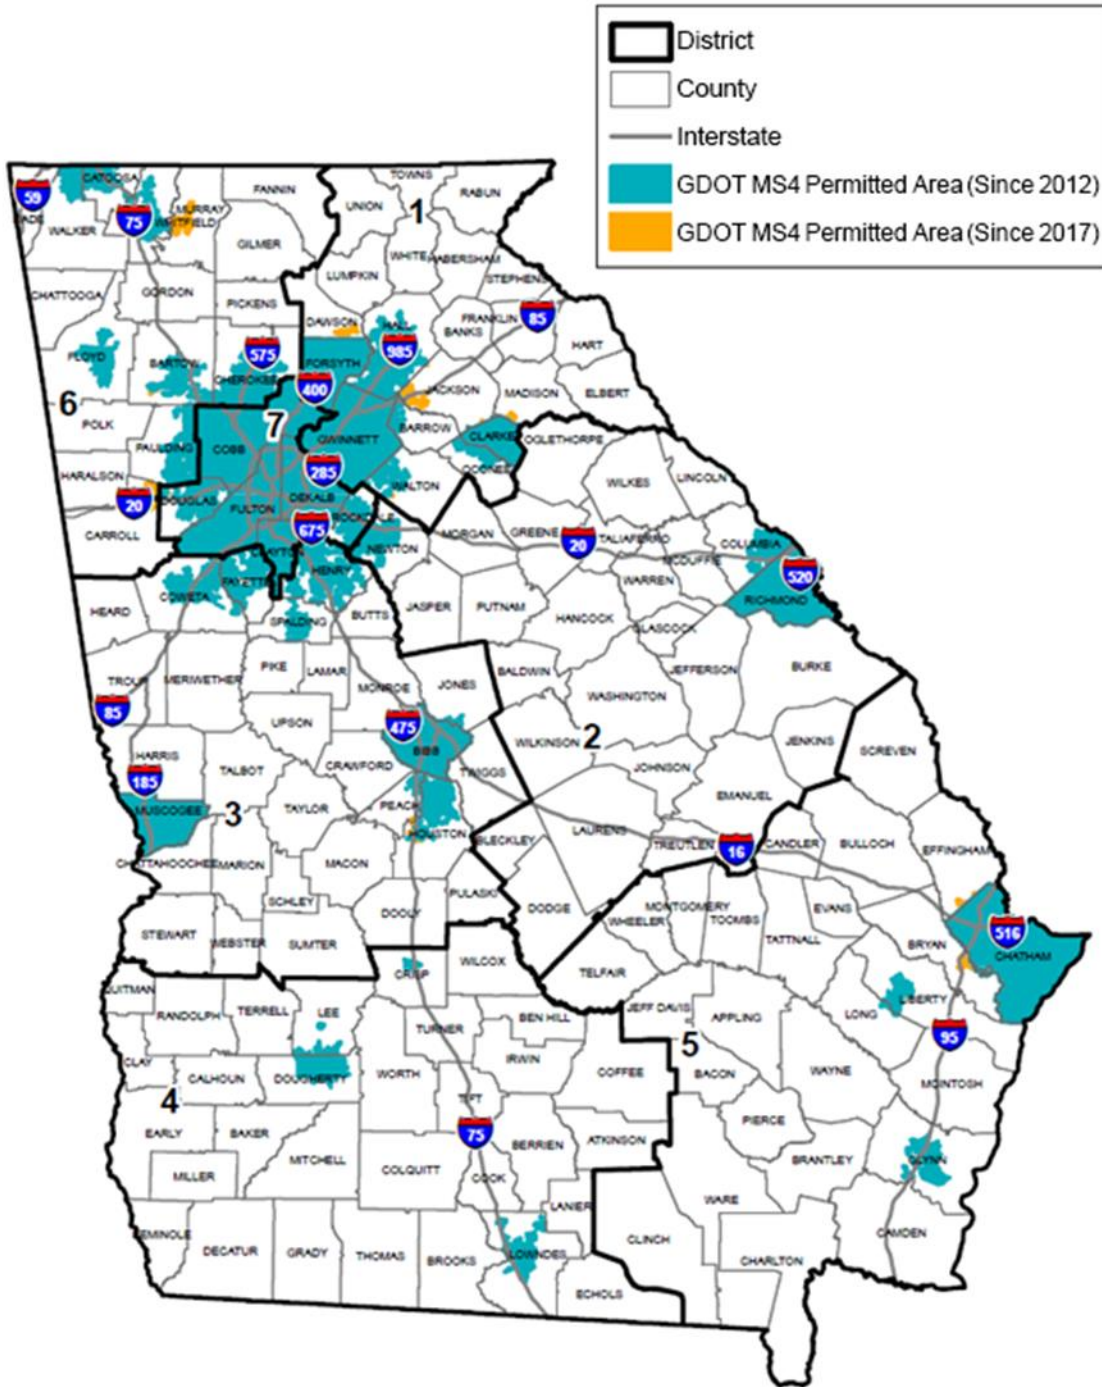 District
County
Interstate
GDOT MS4 Permitted Area (Since 2012)
GDOT MS4 Permitted Area (Since 2017)
CATOOSA
FANNIN
TOWNS
RABUN
59
UNION
1
75
MURRAY
WHITFIELD
WALKER
GILMER
WHITE
HABERSHAM
LUMPKIN
STEPHENS
CHATTOOGA
GORDON
PICKENS
DAWSON
HALL
FRANKLIN
85
BANKS
HART
FLOYD
BARTOW
575
CHEROKEE
FORSYTH
985
400
JACKSON
MADISON
ELBERT
6
POLK
7
COBB
GWINNETT
BARROW
CLARKE
OGLETHORPE
PAULDING
OCONEE
HARALSON
285
WALTON
WILKES
LINCOLN
20
DOUGLAS
DEKALB
FULTON
675
ROCKDALE
CARROLL
MORGAN
GREENE
20
TALIAFERRO
COLUMBIA
CLAYTON
NEWTON
MCDUFFIE
520
HENRY
FAYETTE
WARREN
RICHMOND
HEARD
COWETA
SPALDING
BUTTS
JASPER
PUTNAM
HANCOCK
GLASCOCK
TROUP
MERIWETHER
PIKE
LAMAR
MONROE
JONES
BALDWIN
JEFFERSON
BURKE
WASHINGTON
85
UPSON
475
BIBB
WILKINSON
2
JENKINS
SCREVEN
HARRIS
185
TALBOT
CRAWFORD
TWIGGS
JOHNSON
EMANUEL
MUSCOGEE
3
TAYLOR
PEACH
HOUSTON
BLECKLEY
LAURENS
TREUTLEN
16
CANDLER
BULLOCH
EFFINGHAM
CHATTAHOOCHEE
MARION
MACON
SCHLEY
DOOLY
PULASKI
DODGE
WHEELER
MONTGOMERY
TOOMBS
EVANS
TATTNALL
STEWART
WEBSTER
SUMTER
BRYAN
516
CHATHAM
CRISP
WILCOX
TELFAIR
QUITMAN
RANDOLPH
TERRELL
LEE
JEFF DAVIS
APPLING
LONG
LIBERTY
TURNER
BEN HILL
5
95
CLAY
CALHOUN
DOUGHERTY
WORTH
IRWIN
COFFEE
BACON
WAYNE
MCINTOSH
4
TIFT
PIERCE
EARLY
BAKER
75
BERRIEN
ATKINSON
BRANTLEY
GLYNN
MITCHELL
COLQUITT
COOK
MILLER
LANIER
WARE
SEMINOLE
DECATUR
GRADY
THOMAS
BROOKS
LOWNDES
CLINCH
CHARLTON
CAMDEN
ECHOLS